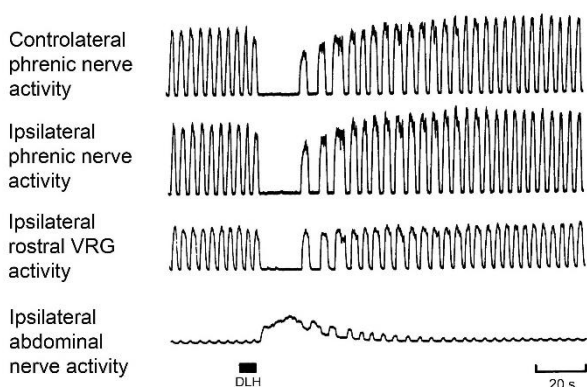 Controlateral
phrenic nerve
activity
Ipsilateral
phrenic nerve
activity
Ipsilateral
rostral VRG
activity
Ipsilateral
abdominal
nerve activity
DLH
20 s